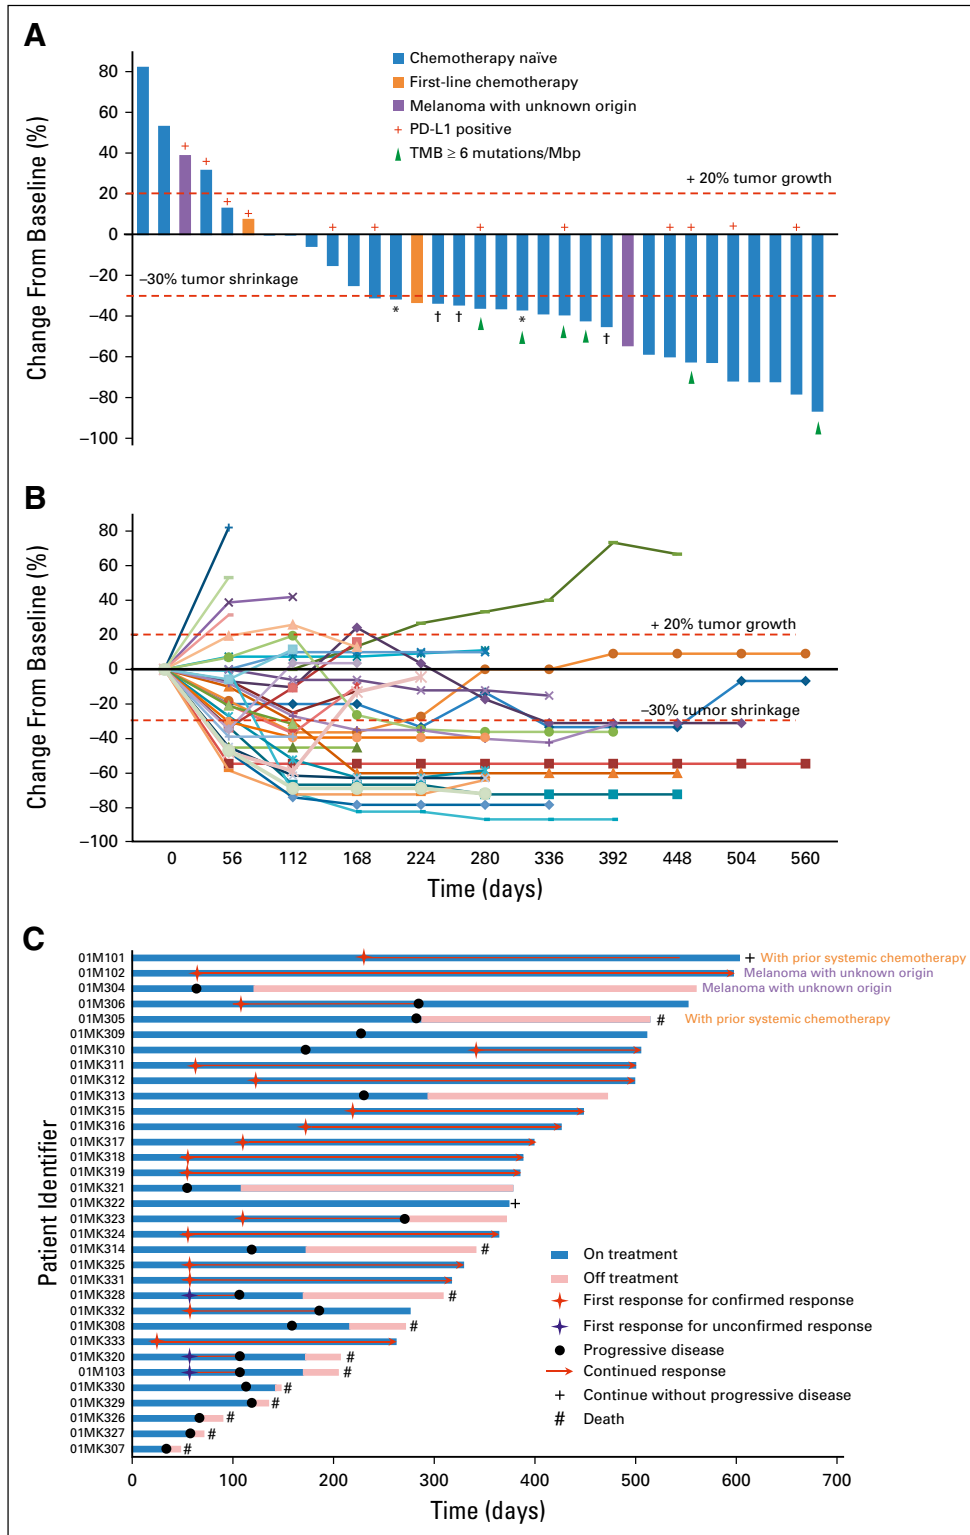 A
Change From Baseline (%)
80
60
40
20
0
−20
−40
−60
−80
−100
Chemotherapy naïve
First-line chemotherapy
Melanoma with unknown origin
+ PD-L1 positive
TMB ≥ 6 mutations/Mbp
+ 20% tumor growth
−30% tumor shrinkage
* † † * †
B
Change From Baseline (%)
80
60
40
20
0
−20
−40
−60
−80
−100
+ 20% tumor growth
−30% tumor shrinkage
0 56 112 168 224 280 336 392 448 504 560
Time (days)
C
Patient Identifier
01M101 + With prior systemic chemotherapy
01M102 Melanoma with unknown origin
01M304 Melanoma with unknown origin
01M306
01M305 # With prior systemic chemotherapy
01MK309
01MK310
01MK311
01MK312
01MK313
01MK315
01MK316
01MK317
01MK318
01MK319
01MK321
01MK322 +
01MK323
01MK324
01MK314 #
01MK325
01MK331
01MK328 #
01MK332
01MK308 #
01MK333
01MK320 #
01M103 #
01MK330 #
01MK329 #
01MK326 #
01MK327 #
01MK307 #
On treatment
Off treatment
First response for confirmed response
First response for unconfirmed response
Progressive disease
Continued response
+ Continue without progressive disease
# Death
0 100 200 300 400 500 600 700
Time (days)